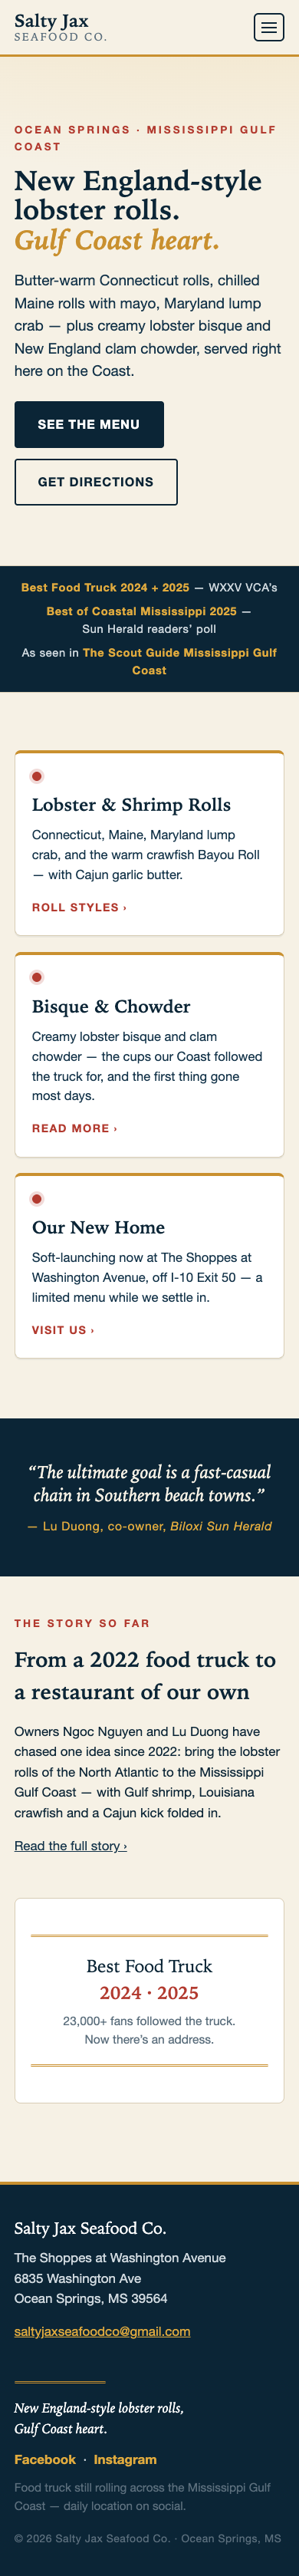 Salty Jax
SEAFOOD CO.
OCEAN SPRINGS · MISSISSIPPI GULF
COAST
New England-style
lobster rolls.
Gulf Coast heart.
Butter-warm Connecticut rolls, chilled
Maine rolls with mayo, Maryland lump
crab — plus creamy lobster bisque and
New England clam chowder, served right
here on the Coast.
SEE THE MENU
GET DIRECTIONS
Best Food Truck 2024 + 2025 — WXXV VCA's
Best of Coastal Mississippi 2025 —
Sun Herald readers' poll
As seen in The Scout Guide Mississippi Gulf
Coast
Lobster & Shrimp Rolls
Connecticut, Maine, Maryland lump
crab, and the warm crawfish Bayou Roll
— with Cajun garlic butter.
ROLL STYLES ›
Bisque & Chowder
Creamy lobster bisque and clam
chowder — the cups our Coast followed
the truck for, and the first thing gone
most days.
READ MORE ›
Our New Home
Soft-launching now at The Shoppes at
Washington Avenue, off I-10 Exit 50 — a
limited menu while we settle in.
VISIT US ›
“The ultimate goal is a fast-casual
chain in Southern beach towns.”
— Lu Duong, co-owner, Biloxi Sun Herald
THE STORY SO FAR
From a 2022 food truck to
a restaurant of our own
Owners Ngoc Nguyen and Lu Duong have
chased one idea since 2022: bring the lobster
rolls of the North Atlantic to the Mississippi
Gulf Coast — with Gulf shrimp, Louisiana
crawfish and a Cajun kick folded in.
Read the full story ›
Best Food Truck
2024 · 2025
23,000+ fans followed the truck.
Now there's an address.
Salty Jax Seafood Co.
The Shoppes at Washington Avenue
6835 Washington Ave
Ocean Springs, MS 39564
saltyjaxseafoodco@gmail.com
New England-style lobster rolls,
Gulf Coast heart.
Facebook · Instagram
Food truck still rolling across the Mississippi Gulf
Coast — daily location on social.
© 2026 Salty Jax Seafood Co. · Ocean Springs, MS